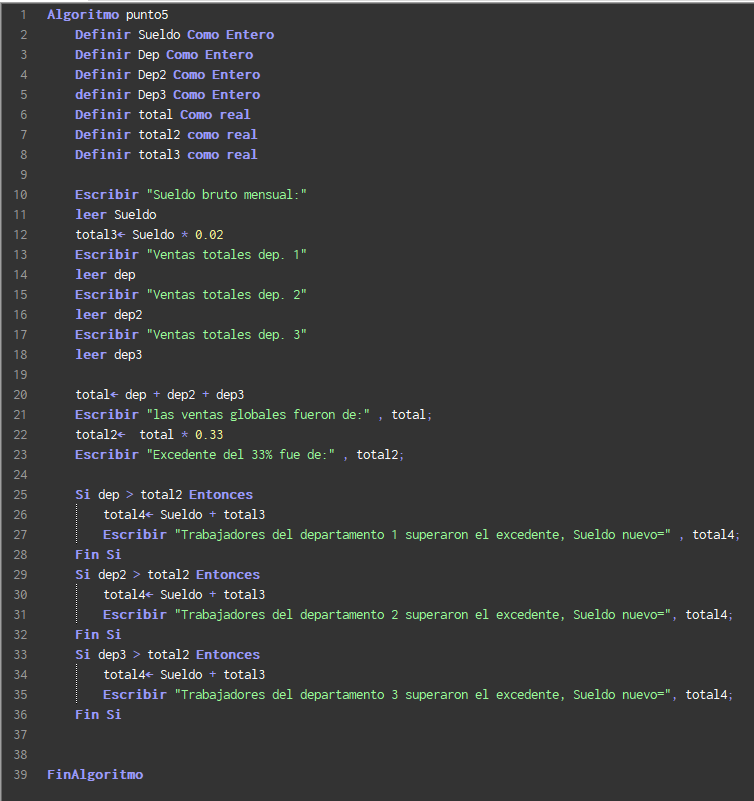 1 Algoritmo punto5
2 Definir Sueldo Como Entero
3 Definir Dep Como Entero
4 Definir Dep2 Como Entero
5 definir Dep3 Como Entero
6 Definir total Como real
7 Definir total2 como real
8 Definir total3 como real
9
10 Escribir "Sueldo bruto mensual:"
11 leer Sueldo
12 total3← Sueldo * 0.02
13 Escribir "Ventas totales dep. 1"
14 leer dep
15 Escribir "Ventas totales dep. 2"
16 leer dep2
17 Escribir "Ventas totales dep. 3"
18 leer dep3
19
20 total← dep + dep2 + dep3
21 Escribir "las ventas globales fueron de:" , total;
22 total2← total * 0.33
23 Escribir "Excedente del 33% fue de:" , total2;
24
25 Si dep > total2 Entonces
26 total4← Sueldo + total3
27 Escribir "Trabajadores del departamento 1 superaron el excedente, Sueldo nuevo=" , total4;
28 Fin Si
29 Si dep2 > total2 Entonces
30 total4← Sueldo + total3
31 Escribir "Trabajadores del departamento 2 superaron el excedente, Sueldo nuevo=", total4;
32 Fin Si
33 Si dep3 > total2 Entonces
34 total4← Sueldo + total3
35 Escribir "Trabajadores del departamento 3 superaron el excedente, Sueldo nuevo=", total4;
36 Fin Si
37
38
39 FinAlgoritmo